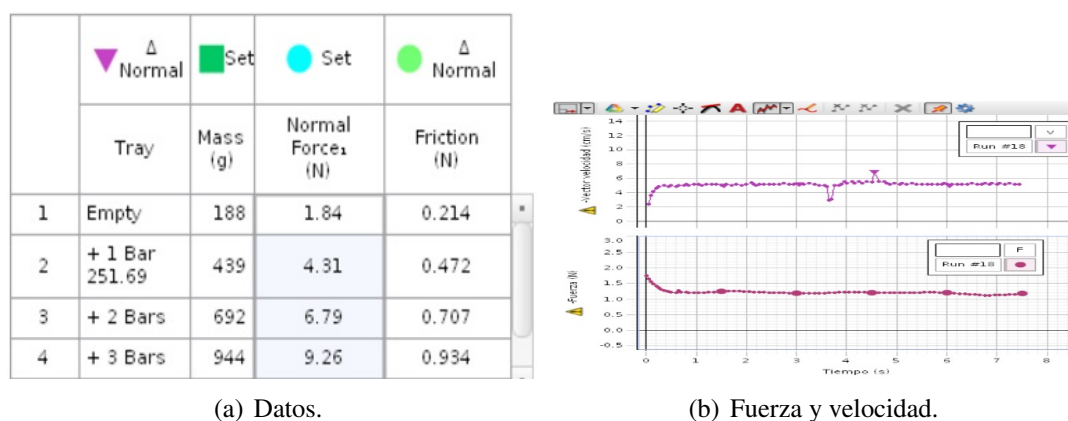 Δ
Normal
Set
Set
Δ
Normal
Tray
Mass
(g)
Normal
Force₁
(N)
Friction
(N)
1 Empty 188 1.84 0.214
2 + 1 Bar
251.69 439 4.31 0.472
3 + 2 Bars 692 6.79 0.707
4 + 3 Bars 944 9.26 0.934
(a) Datos.
A
-Vector velocidad (cm/s)
14
12
10
8
6
4
2
0
v
Run #18
-Fuerza (N)
3.0
2.5
2.0
1.5
1.0
0.5
0.0
-0.5
F
Run #18
0 1 2 3 4 5 6 7 8
Tiempo (s)
(b) Fuerza y velocidad.